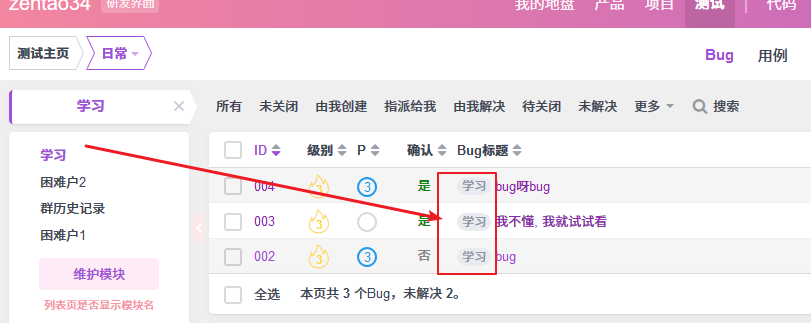 zentao34 研发界面 我的地盘 产品 项目 测试 代码
测试主页 日常 Bug 用例
学习 所有 未关闭 由我创建 指派给我 由我解决 待关闭 未解决 更多 搜索
ID 级别 P 确认 Bug标题
学习
困难户2
群历史记录
困难户1
维护模块
列表页是否显示模块名
004 3 3 是 学习 bug呀bug
003 3 是 学习 我不懂, 我就试试看
002 3 3 否 学习 bug
全选 本页共 3 个Bug，未解决 2。